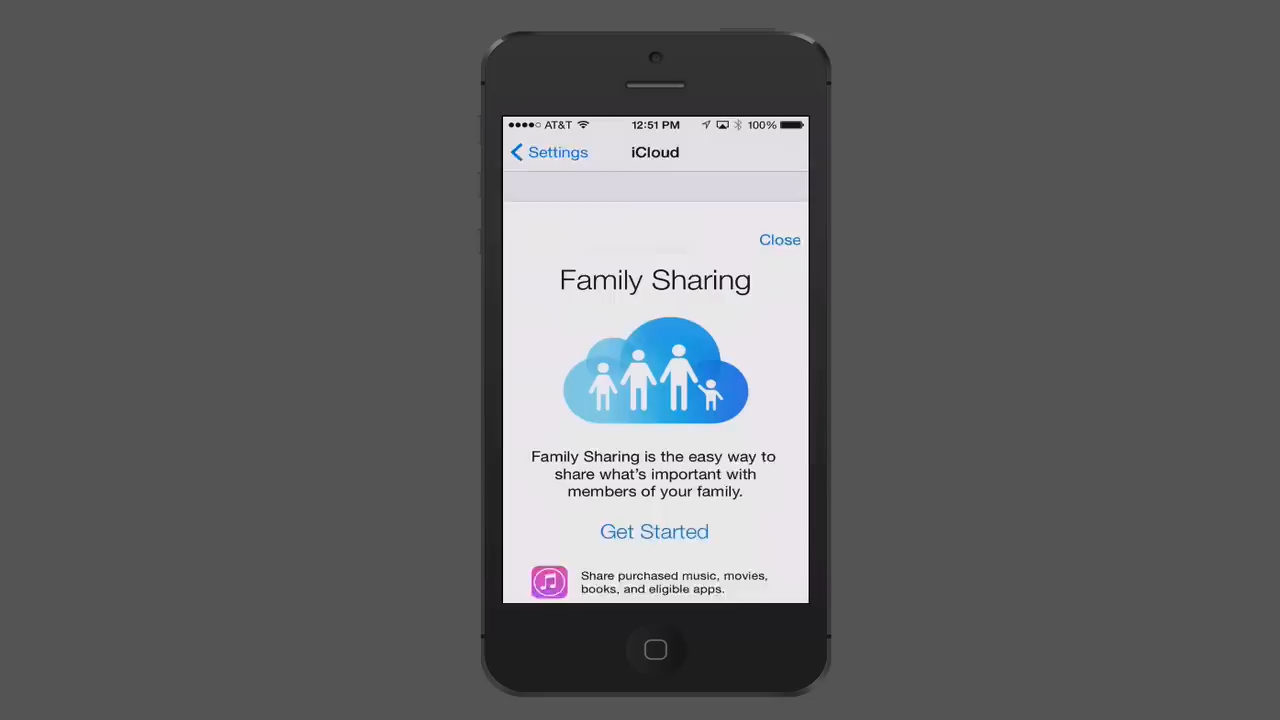 AT&T 12:51 PM 100%
Settings iCloud
Close
Family Sharing
Family Sharing is the easy way to
share what's important with
members of your family.
Get Started
Share purchased music, movies,
books, and eligible apps.